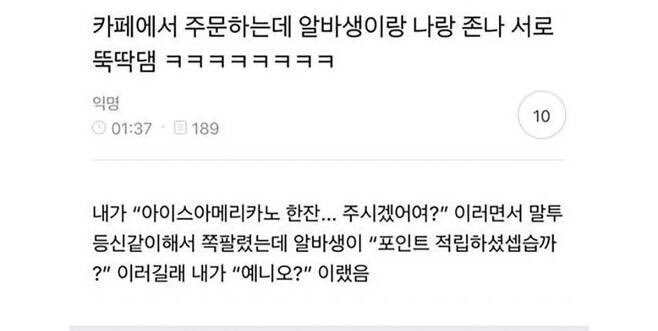 카페에서 주문하는데 알바생이랑 나랑 존나 서로
뚝딱댐 ㅋㅋㅋㅋㅋㅋㅋㅋ
익명
01:37 · 189
10
내가 “아이스아메리카노 한잔... 주시겠어여?” 이러면서 말투
등신같이해서 쪽팔렸는데 알바생이 “포인트 적립하셨셉습까
?” 이러길래 내가 “예니오?” 이랬음